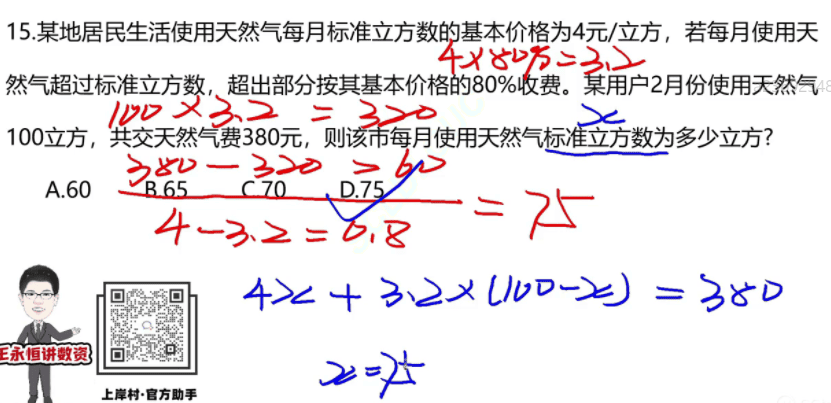 15.某地居民生活使用天然气每月标准立方数的基本价格为4元/立方，若每月使用天
4×80%=3.2
然气超过标准立方数，超出部分按其基本价格的80%收费。某用户2月份使用天然气
100×3.2=320
x
100立方，共交天然气费380元，则该市每月使用天然气标准立方数为多少立方?
380-320=60
A.60 B.65 C.70 D.75
=75
4-3.2=0.8
4x+3.2×(100-x)=380
王永恒讲数资
x=75
上岸村·官方助手